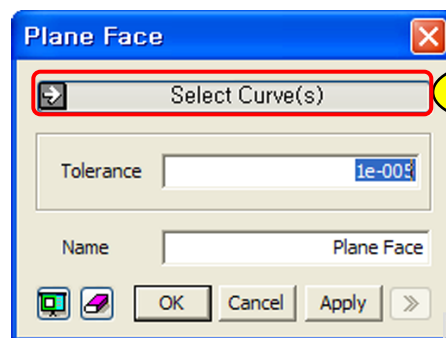 Plane Face
Select Curve(s)
Tolerance 1e-005
Name Plane Face
OK Cancel Apply